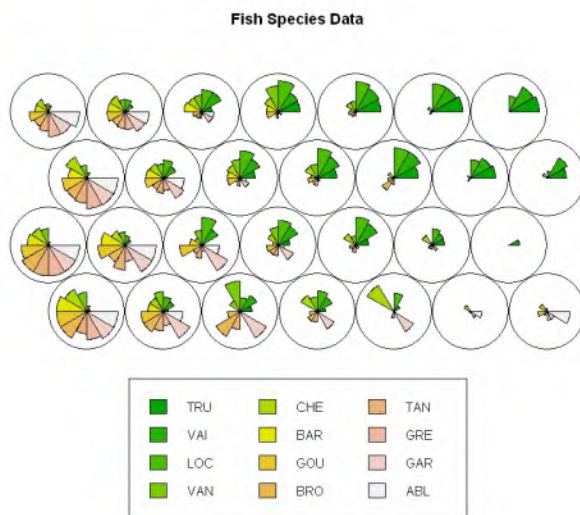 Fish Species Data
TRU CHE TAN
VAI BAR GRE
LOC GOU GAR
VAN BRO ABL